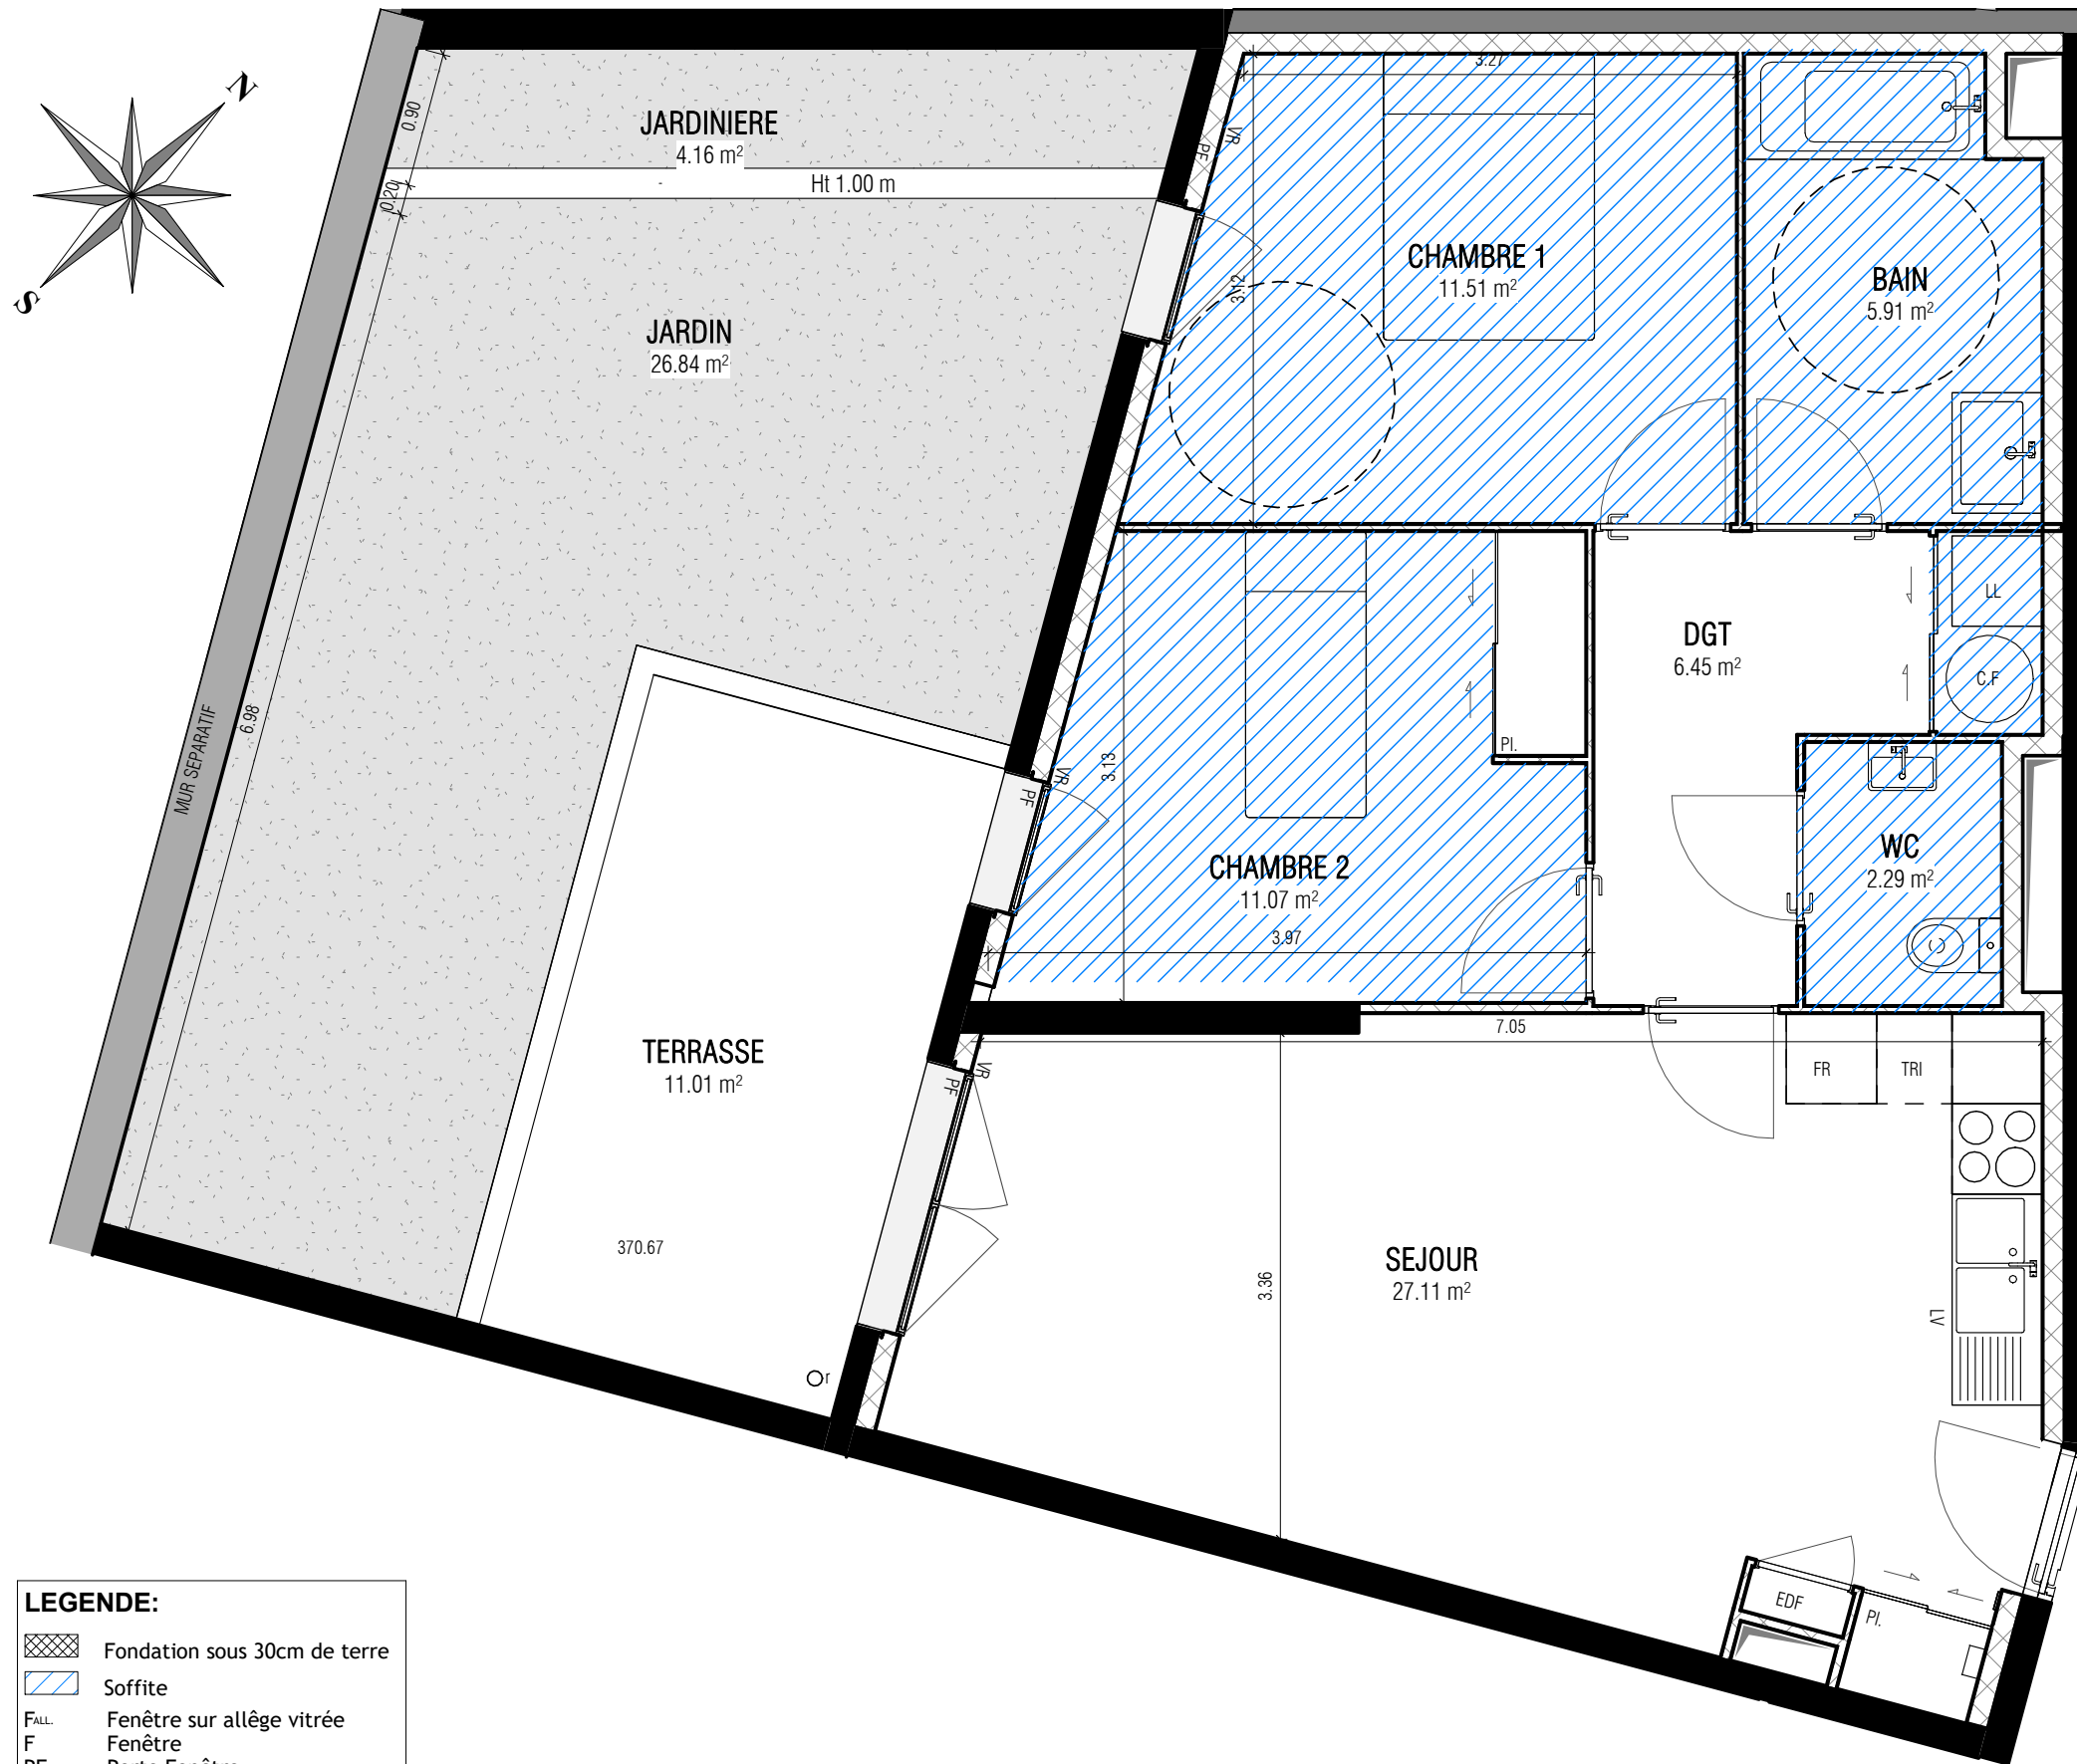 N
S
0.90
JARDINIERE
4.16 m²
0.20
Ht 1.00 m
JARDIN
26.84 m²
MUR SEPARATIF
6.98
3.27
VR
PF
3.12
CHAMBRE 1
11.51 m²
BAIN
5.91 m²
DGT
6.45 m²
LL
C.F
Pl.
3.13
VR
PF
CHAMBRE 2
11.07 m²
3.97
WC
2.29 m²
TERRASSE
11.01 m²
370.67
Or
7.05
VR
PF
FR
TRI
SEJOUR
27.11 m²
3.36
LV
EDF
Pl.
LEGENDE:
Fondation sous 30cm de terre
Soffite
FALL. Fenêtre sur allêge vitrée
F Fenêtre
PF Porte Fenêtre